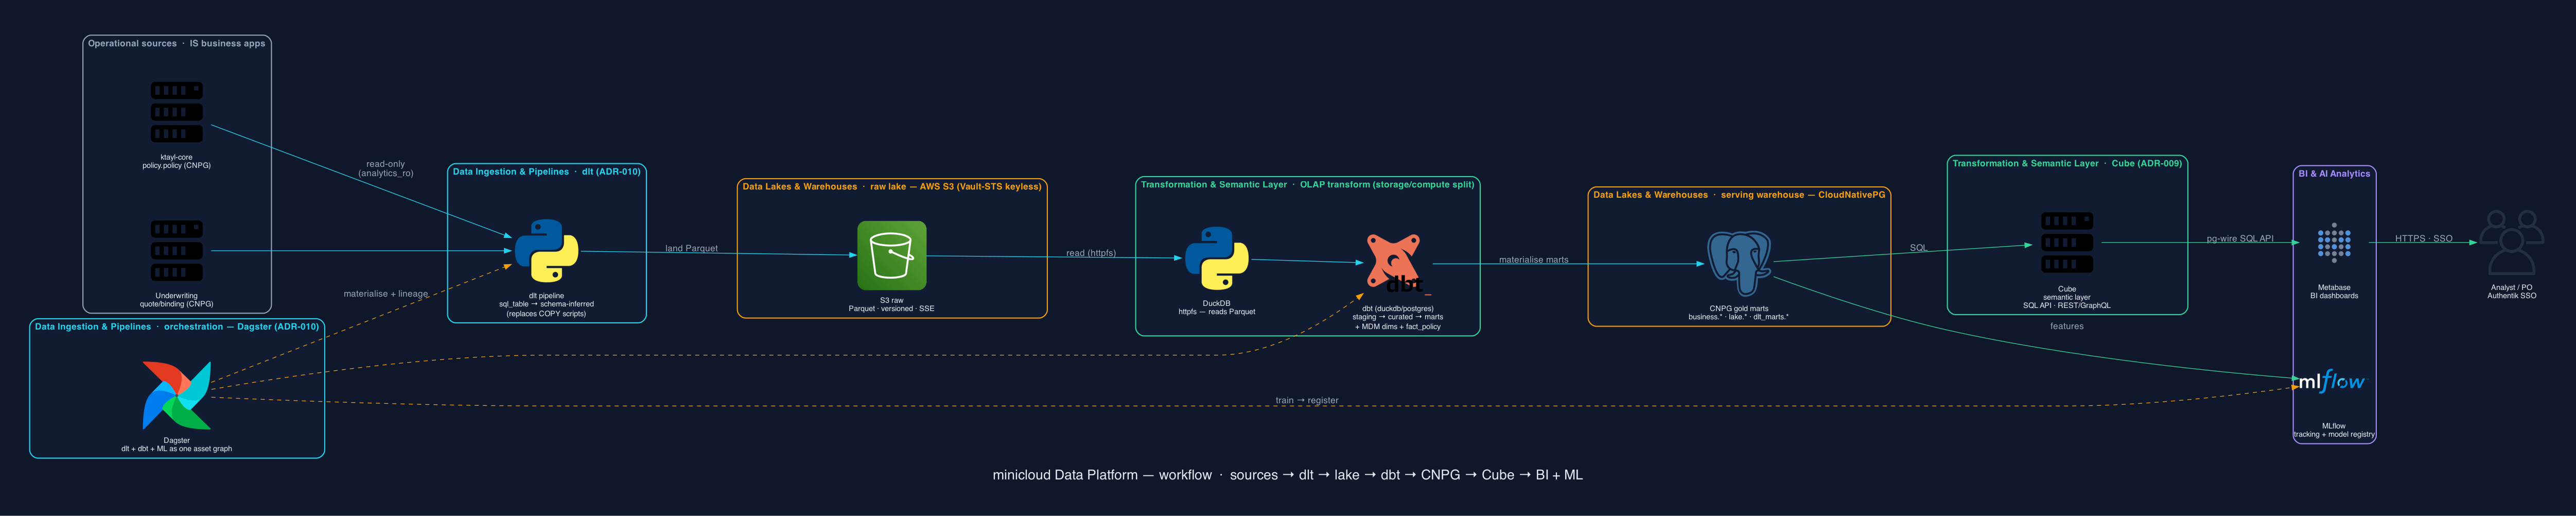 Operational sources · IS business apps
ktayl-core
policy.policy (CNPG)
Underwriting
quote/binding (CNPG)
Data Ingestion & Pipelines · orchestration — Dagster (ADR-010)
Dagster
dlt + dbt + ML as one asset graph
read-only
(analytics_ro)
materialise + lineage
Data Ingestion & Pipelines · dlt (ADR-010)
dlt pipeline
sql_table → schema-inferred
(replaces COPY scripts)
land Parquet
Data Lakes & Warehouses · raw lake — AWS S3 (Vault-STS keyless)
S3 raw
Parquet · versioned · SSE
read (httpfs)
Transformation & Semantic Layer · OLAP transform (storage/compute split)
DuckDB
httpfs — reads Parquet
dbt_
dbt (duckdb/postgres)
staging → curated → marts
+ MDM dims + fact_policy
train → register
materialise marts
Data Lakes & Warehouses · serving warehouse — CloudNativePG
CNPG gold marts
business.* · lake.* · dlt_marts.*
SQL
Transformation & Semantic Layer · Cube (ADR-009)
Cube
semantic layer
SQL API · REST/GraphQL
features
pg-wire SQL API
BI & AI Analytics
Metabase
BI dashboards
mlflow
MLflow
tracking + model registry
HTTPS · SSO
Analyst / PO
Authentik SSO
minicloud Data Platform — workflow · sources → dlt → lake → dbt → CNPG → Cube → BI + ML